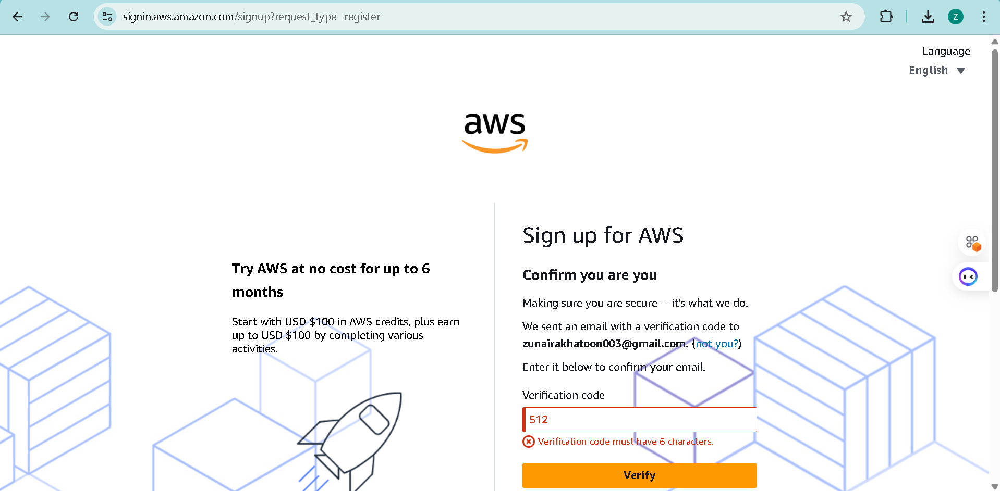 signin.aws.amazon.com/signup?request_type=register
Z
Language
English
aws
Try AWS at no cost for up to 6
months
Start with USD $100 in AWS credits, plus earn
up to USD $100 by completing various
activities.
Sign up for AWS
Confirm you are you
Making sure you are secure -- it's what we do.
We sent an email with a verification code to
zunairakhatoon003@gmail.com. (not you?)
Enter it below to confirm your email.
Verification code
512
Verification code must have 6 characters.
Verify